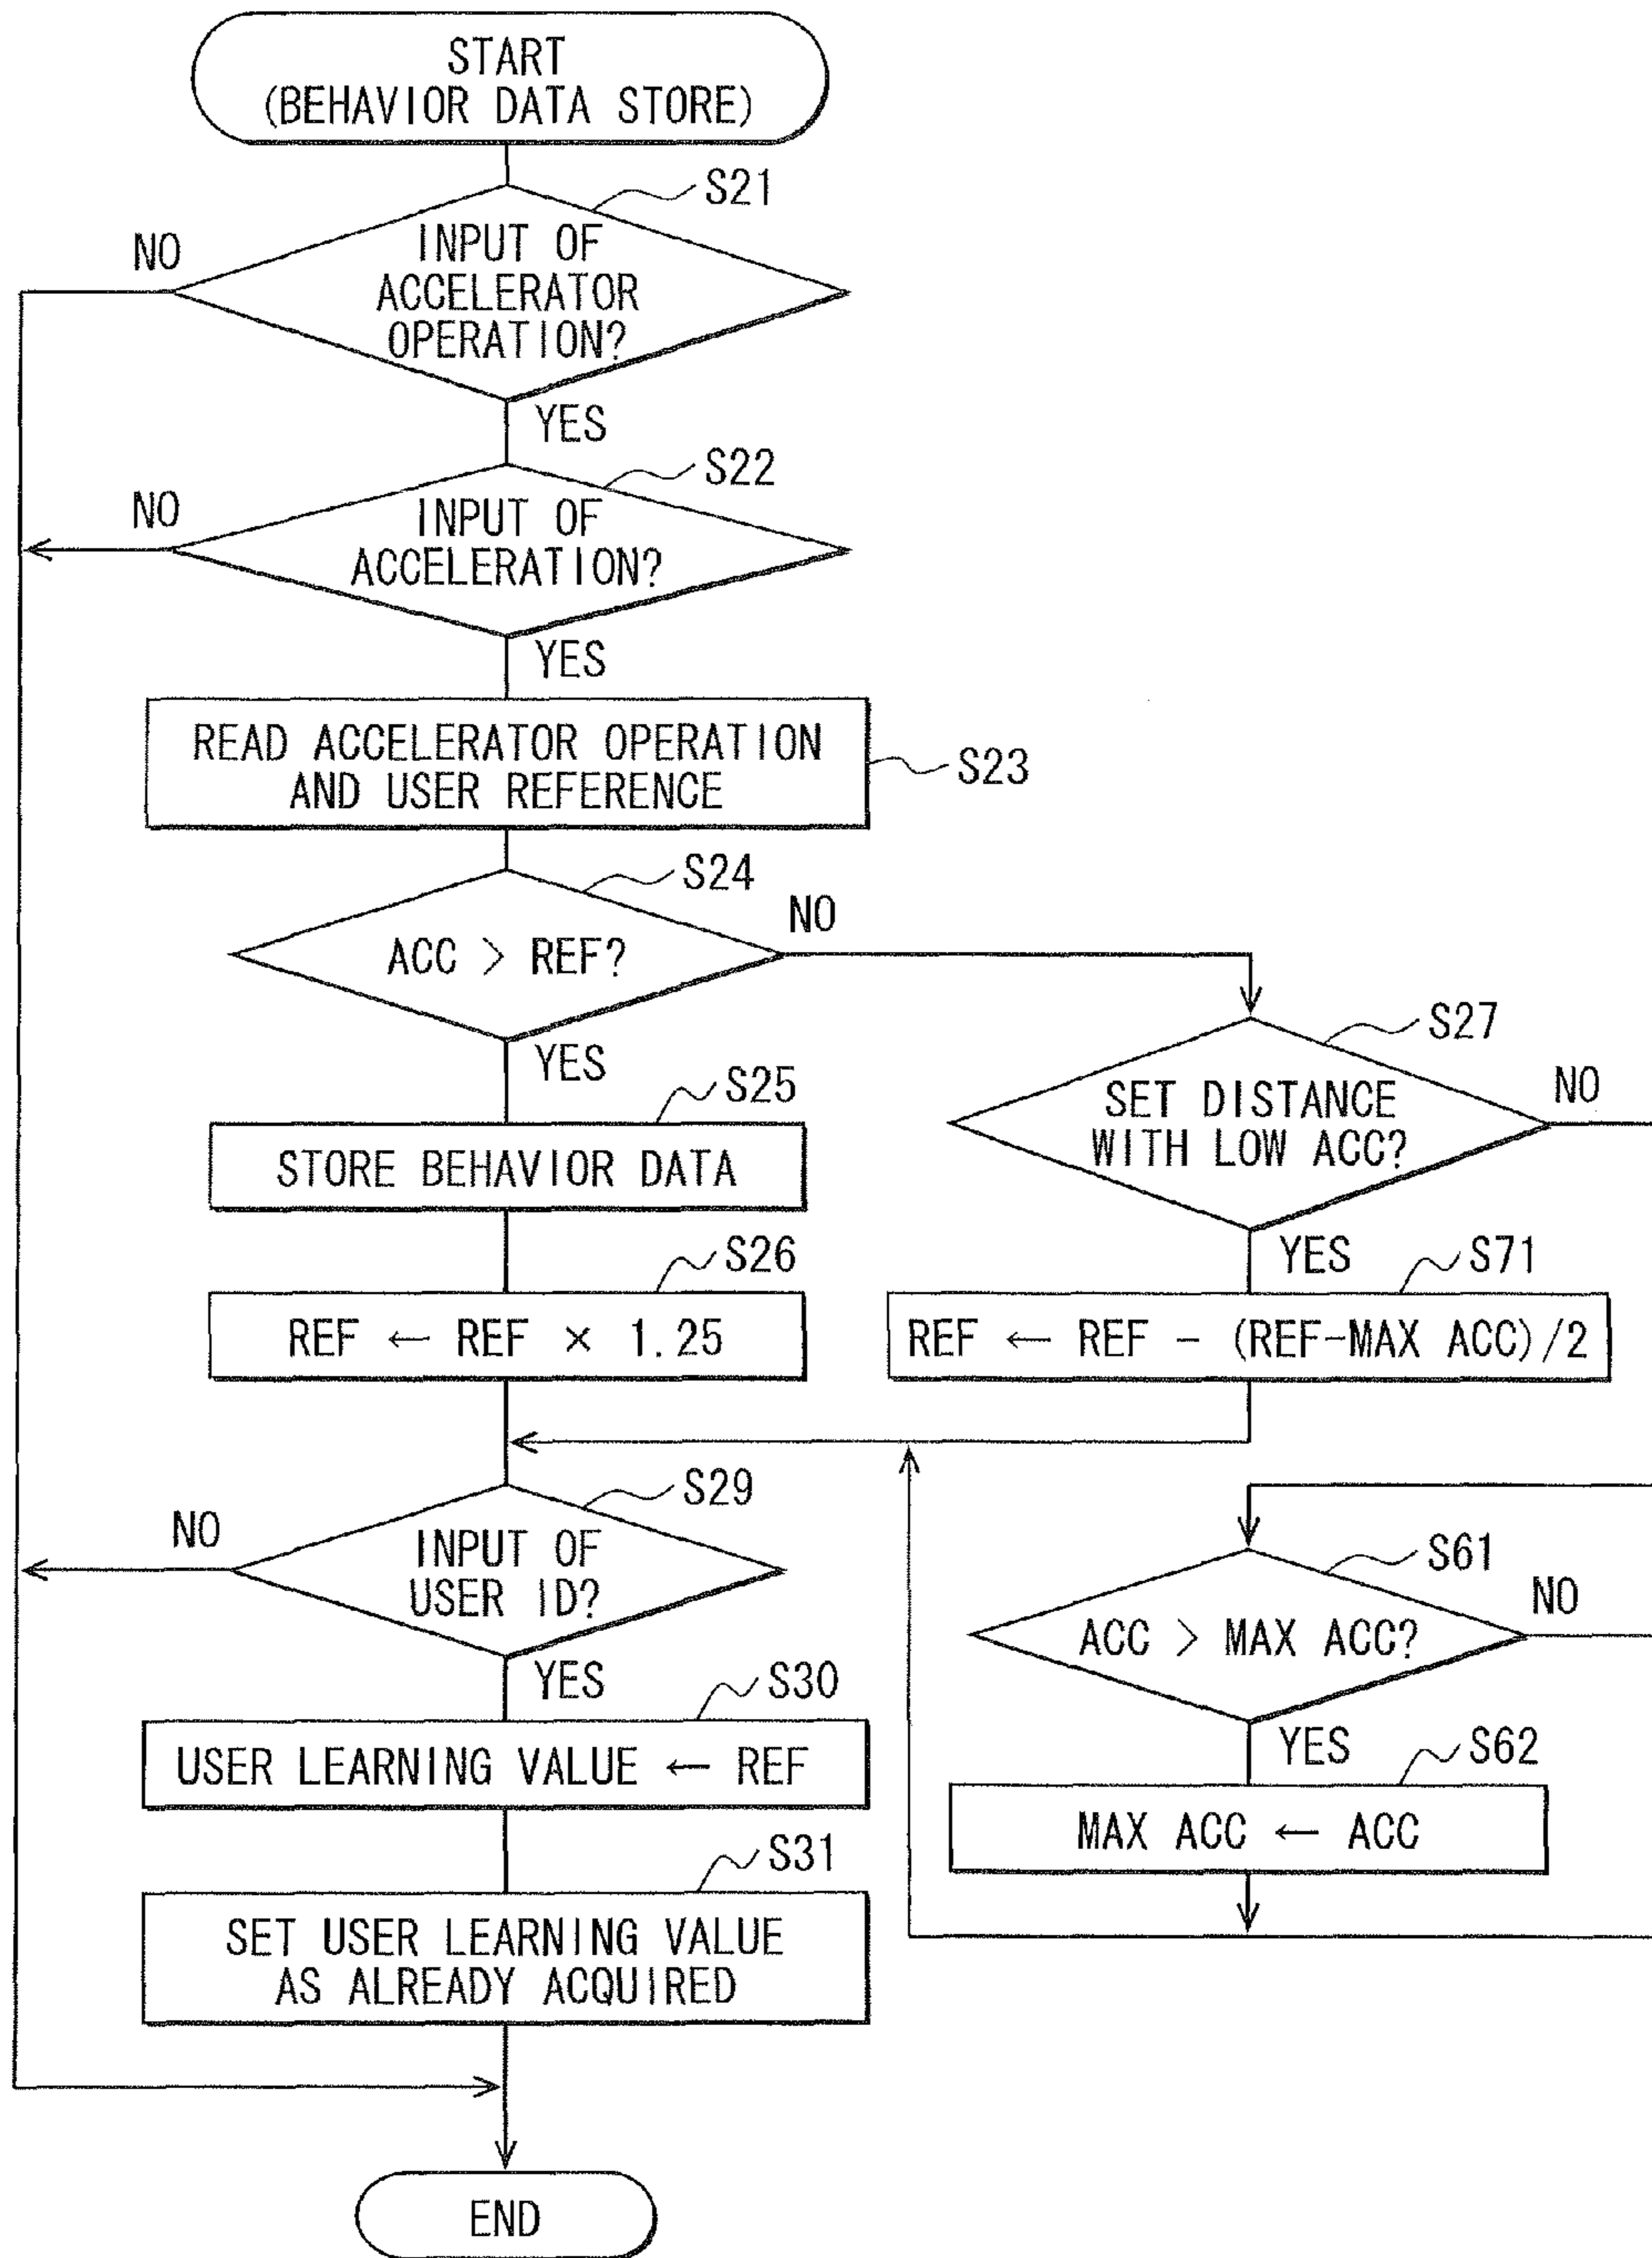 START
(BEHAVIOR DATA STORE)
S21
NO
INPUT OF
ACCELERATOR
OPERATION?
YES
S22
NO
INPUT OF
ACCELERATION?
YES
READ ACCELERATOR OPERATION
AND USER REFERENCE
S23
S24
NO
ACC > REF?
YES
S27
NO
SET DISTANCE
WITH LOW ACC?
YES
S25
STORE BEHAVIOR DATA
S26
REF ← REF × 1.25
S71
REF ← REF - (REF-MAX ACC)/2
S29
NO
INPUT OF
USER ID?
YES
S61
NO
ACC > MAX ACC?
YES
S30
USER LEARNING VALUE ← REF
S62
MAX ACC ← ACC
S31
SET USER LEARNING VALUE
AS ALREADY ACQUIRED
END